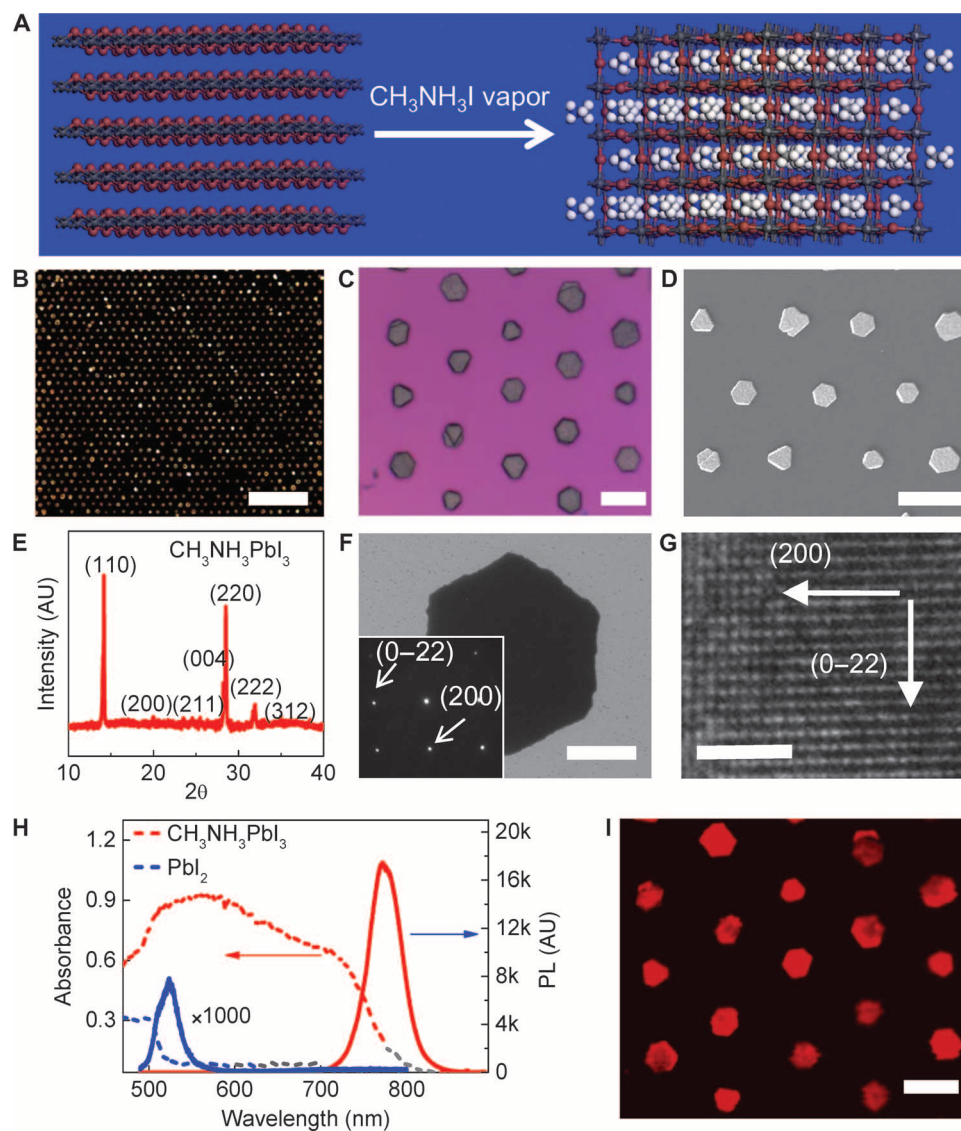 A
CH₃NH₃I vapor
B
C
D
E
CH₃NH₃PbI₃
(110)
(220)
(004)
(200)
(211)
(222)
(312)
Intensity (AU)
10 20 30 40
2θ
F
(0–22)
(200)
G
(200)
(0–22)
H
CH₃NH₃PbI₃
PbI₂
×1000
1.2
0.9
0.6
0.3
Absorbance
20k
16k
12k
8k
4k
0
PL (AU)
500 600 700 800
Wavelength (nm)
I